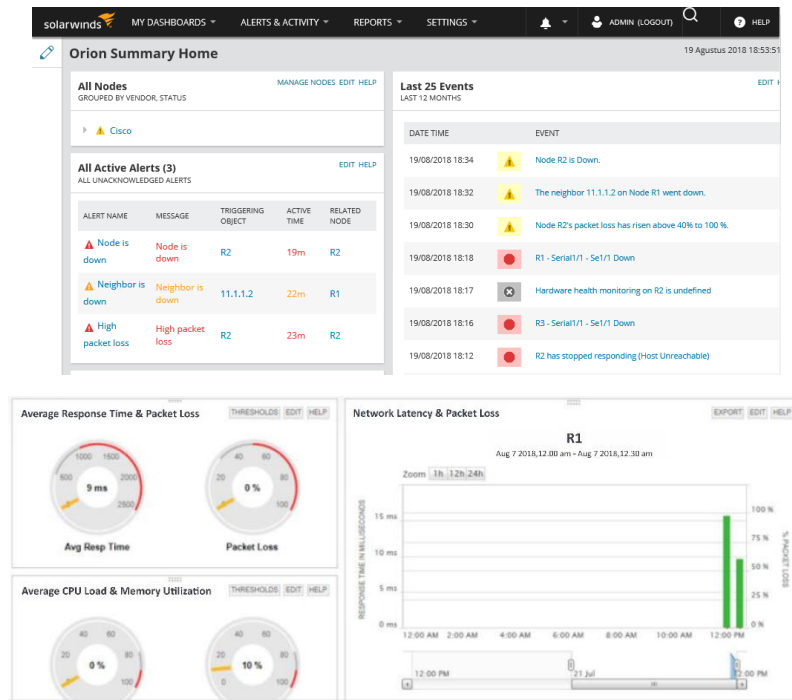 solarwinds MY DASHBOARDS ALERTS & ACTIVITY REPORTS SETTINGS ADMIN (LOGOUT) ? HELP
Orion Summary Home
19 Agustus 2018 18:53:51
All Nodes
MANAGE NODES EDIT HELP
GROUPED BY VENDOR, STATUS
Cisco
All Active Alerts (3)
EDIT HELP
ALL UNACKNOWLEDGED ALERTS
ALERT NAME MESSAGE TRIGGERING OBJECT ACTIVE TIME RELATED NODE
Node is down Node is down R2 19m R2
Neighbor is down Neighbor is down 11.1.1.2 22m R1
High packet loss High packet loss R2 23m R2
Last 25 Events
EDIT
LAST 12 MONTHS
DATE TIME EVENT
19/08/2018 18:34 Node R2 is Down.
19/08/2018 18:32 The neighbor 11.1.1.2 on Node R1 went down.
19/08/2018 18:30 Node R2's packet loss has risen above 40% to 100 %.
19/08/2018 18:18 R1 - Serial1/1 - Se1/1 Down
19/08/2018 18:17 Hardware health monitoring on R2 is undefined
19/08/2018 18:16 R3 - Serial1/1 - Se1/1 Down
19/08/2018 18:12 R2 has stopped responding (Host Unreachable)
Average Response Time & Packet Loss
THRESHOLDS EDIT HELP
500 1000 1500 2000 2500
9 ms
Avg Resp Time
20 40 60 80 100
0 %
Packet Loss
Average CPU Load & Memory Utilization
THRESHOLDS EDIT HELP
20 40 60 80 100
0 %
0 20 40 60 80 100
10 %
Network Latency & Packet Loss
EXPORT EDIT HELP
R1
Aug 7 2018,12.00 am - Aug 7 2018,12.30 am
Zoom 1h 12h 24h
RESPONSE TIME IN MILLISECONDS
15 ms
10 ms
5 ms
0 ms
100 %
75 %
50 %
25 %
0 %
% PACKET LOSS
12:00 AM 2:00 AM 4:00 AM 6:00 AM 8:00 AM 10:00 AM 12:00 PM
12:00 PM 21 Jul 2:00 PM